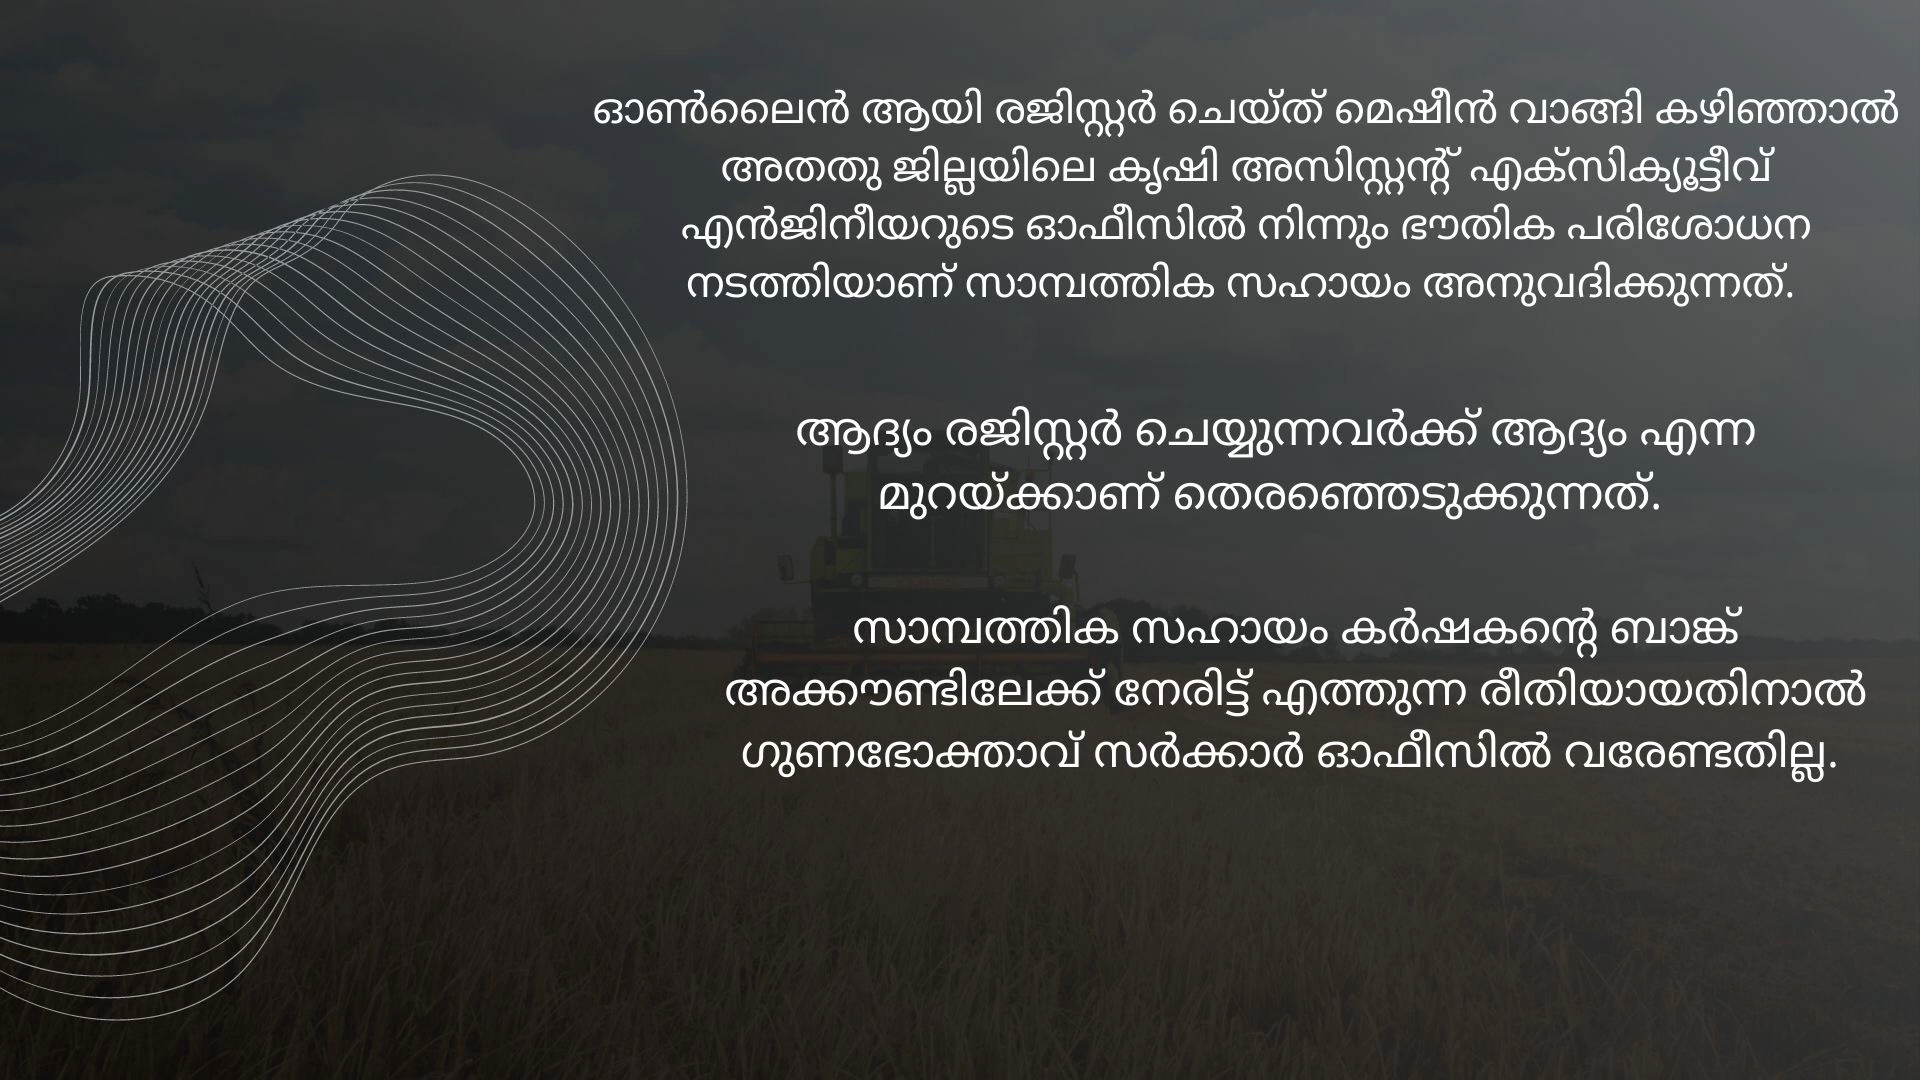 ഓൺലൈൻ ആയി രജിസ്റ്റർ ചെയ്ത് മെഷീൻ വാങ്ങി കഴിഞ്ഞാൽ
അതതു ജില്ലയിലെ കൃഷി അസിസ്റ്റന്റ് എക്സിക്യൂട്ടീവ്
എൻജിനീയറുടെ ഓഫീസിൽ നിന്നും ഭൗതിക പരിശോധന
നടത്തിയാണ് സാമ്പത്തിക സഹായം അനുവദിക്കുന്നത്.
ആദ്യം രജിസ്റ്റർ ചെയ്യുന്നവർക്ക് ആദ്യം എന്ന
മുറയ്ക്കാണ് തെരഞ്ഞെടുക്കുന്നത്.
സാമ്പത്തിക സഹായം കർഷകന്റെ ബാങ്ക്
അക്കൗണ്ടിലേക്ക് നേരിട്ട് എത്തുന്ന രീതിയായതിനാൽ
ഗുണഭോക്താവ് സർക്കാർ ഓഫീസിൽ വരേണ്ടതില്ല.